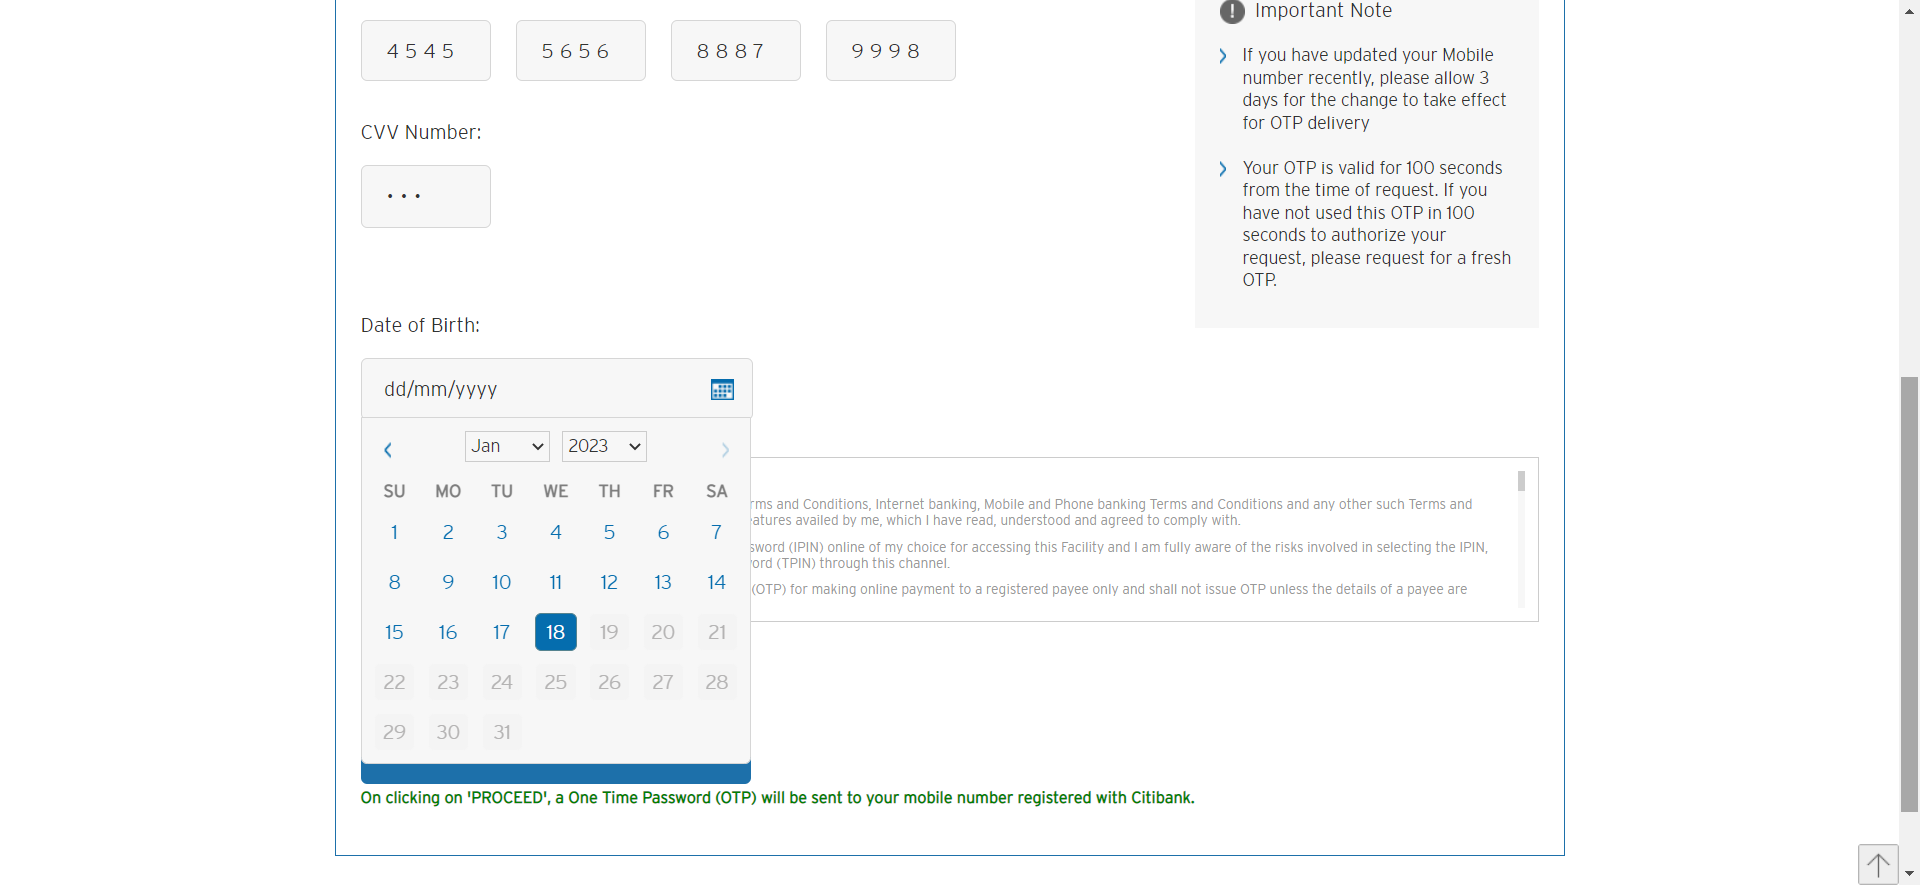 4545 5656 8887 9998
CVV Number:
•••
Date of Birth:
dd/mm/yyyy
Jan 2023
SU MO TU WE TH FR SA
1 2 3 4 5 6 7
8 9 10 11 12 13 14
15 16 17 18 19 20 21
22 23 24 25 26 27 28
29 30 31
Important Note
If you have updated your Mobile
number recently, please allow 3
days for the change to take effect
for OTP delivery
Your OTP is valid for 100 seconds
from the time of request. If you
have not used this OTP in 100
seconds to authorize your
request, please request for a fresh
OTP.
and Conditions, Internet banking, Mobile and Phone banking Terms and Conditions and any other such Terms and
availed by me, which I have read, understood and agreed to comply with.
(IPIN) online of my choice for accessing this Facility and I am fully aware of the risks involved in selecting the IPIN,
(TPIN) through this channel.
(OTP) for making online payment to a registered payee only and shall not issue OTP unless the details of a payee are
On clicking on 'PROCEED', a One Time Password (OTP) will be sent to your mobile number registered with Citibank.